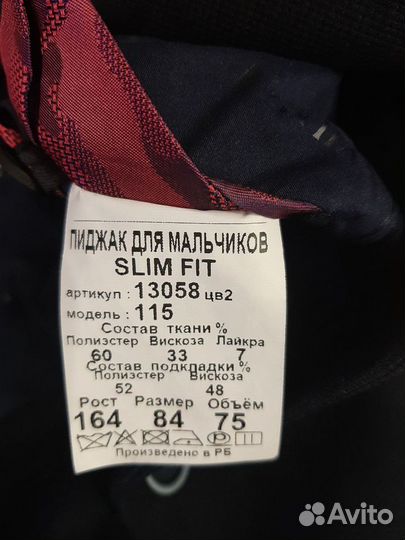 ПИДЖАК ДЛЯ МАЛЬЧИКОВ
SLIM FIT
артикул : 13058 цв2
модель : 115
Состав ткани %
Полиэстер Вискоза Лайкра
60 33 7
Состав подкладки %
Полиэстер Вискоза
52 48
Рост Размер Объём
164 84 75
Произведено в РБ
Avito